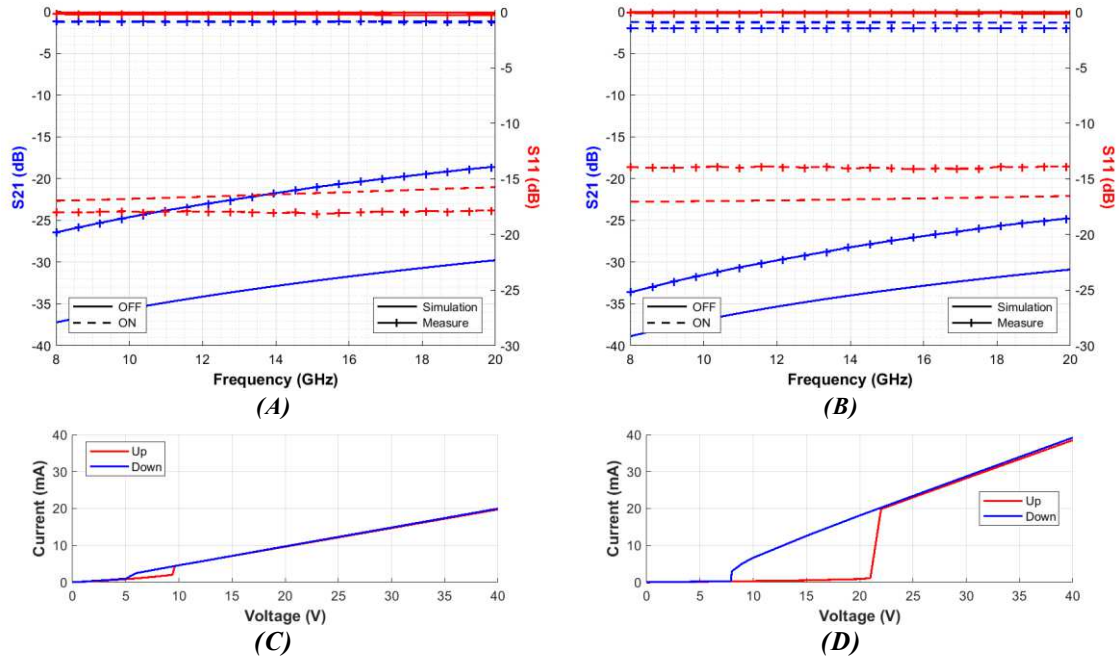 0 0 0 0
-5 -5 -5 -5
-10 -10 -10 -10
-15 -15 -15 -15
-20 -20 -20 -20
-25 -25 -25 -25
-30 -30
-35 -35
-40 -30 -40 -30
S21 (dB)
S11 (dB)
S21 (dB)
S11 (dB)
OFF
ON
Simulation
Measure
OFF
ON
Simulation
Measure
8 10 12 14 16 18 20
8 10 12 14 16 18 20
Frequency (GHz)
Frequency (GHz)
(A)
(B)
40
30
20
10
0
Current (mA)
Up
Down
0 5 10 15 20 25 30 35 40
Voltage (V)
(C)
40
30
20
10
0
Current (mA)
Up
Down
0 5 10 15 20 25 30 35 40
Voltage (V)
(D)